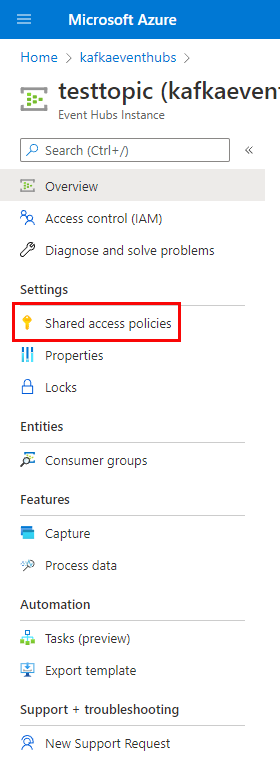 Microsoft Azure
Home > kafkaeventhubs >
testtopic (kafkaevent
Event Hubs Instance
Search (Ctrl+/)
«
Overview
Access control (IAM)
Diagnose and solve problems
Settings
Shared access policies
Properties
Locks
Entities
Consumer groups
Features
Capture
Process data
Automation
Tasks (preview)
Export template
Support + troubleshooting
New Support Request